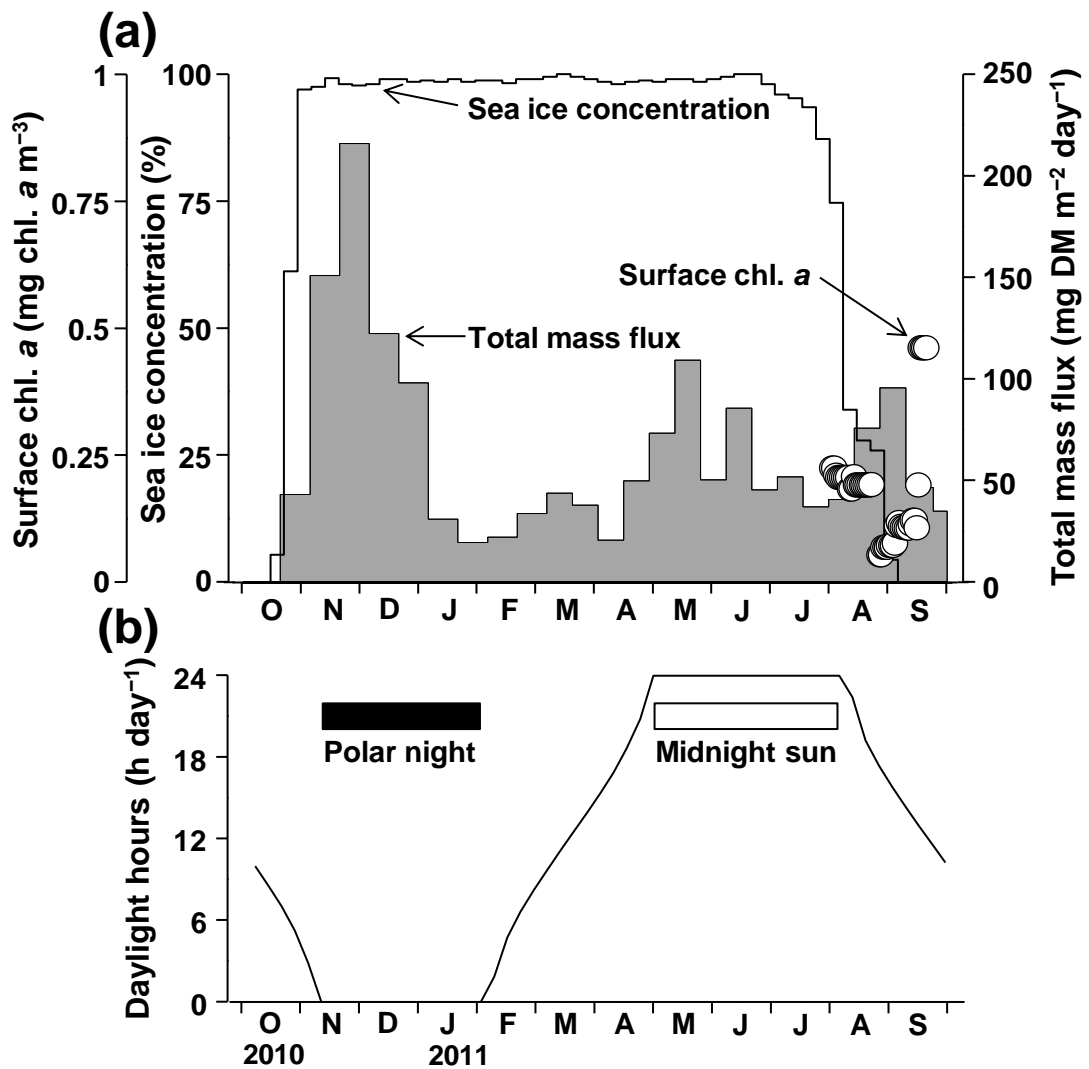 (a)
Surface chl. a (mg chl. a m⁻³)
1
0.75
0.5
0.25
0
Sea ice concentration (%)
100
75
50
25
0
Sea ice concentration
Surface chl. a
Total mass flux
250
200
150
100
50
0
Total mass flux (mg DM m⁻² day⁻¹)
O N D J F M A M J J A S
(b)
Daylight hours (h day⁻¹)
24
18
12
6
0
Polar night
Midnight sun
O N D J F M A M J J A S
2010 2011